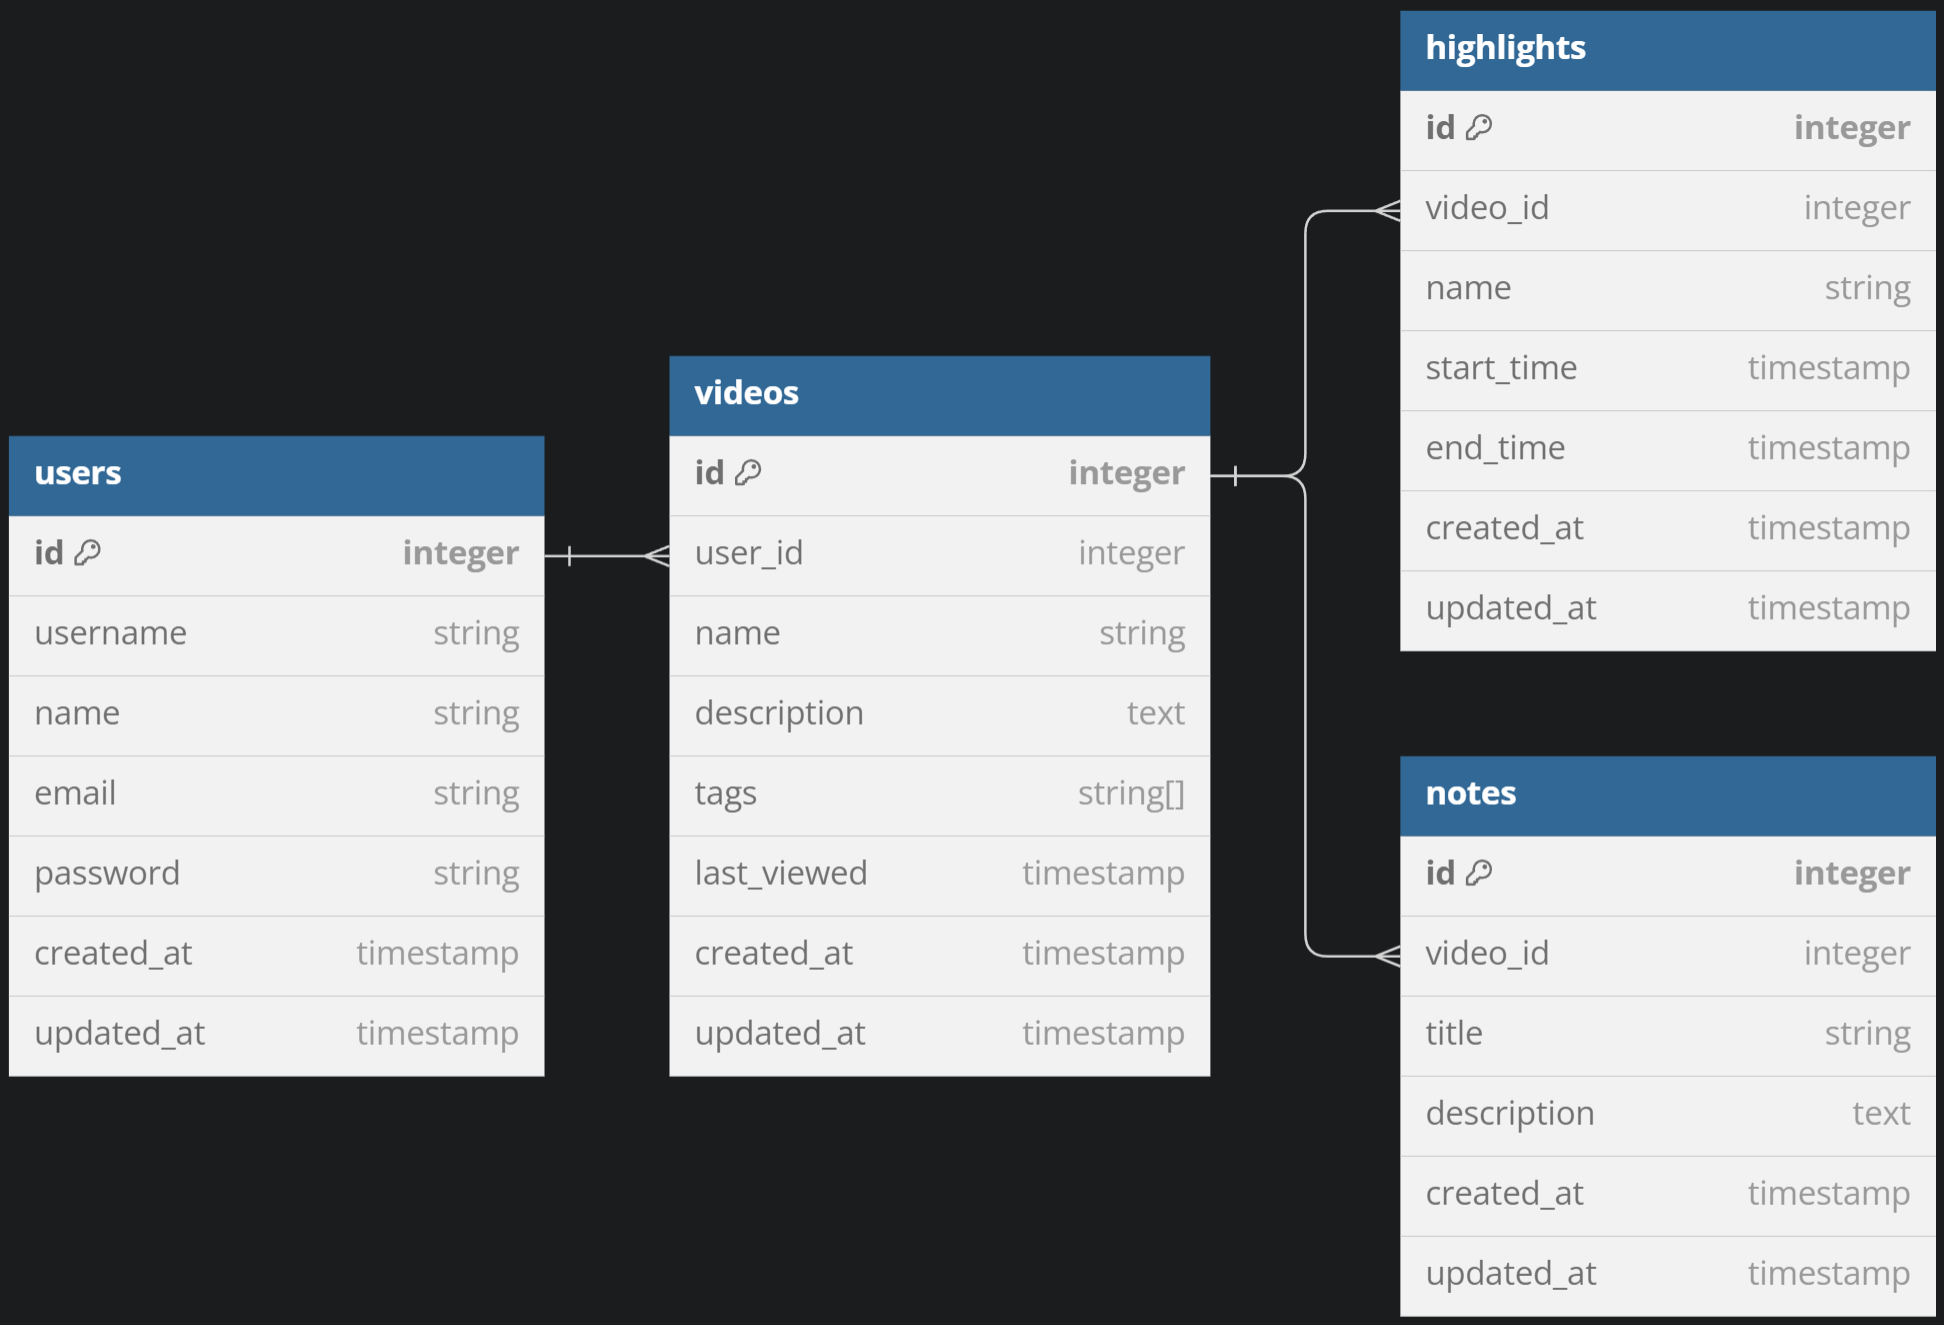 users
id integer
username string
name string
email string
password string
created_at timestamp
updated_at timestamp
videos
id integer
user_id integer
name string
description text
tags string[]
last_viewed timestamp
created_at timestamp
updated_at timestamp
highlights
id integer
video_id integer
name string
start_time timestamp
end_time timestamp
created_at timestamp
updated_at timestamp
notes
id integer
video_id integer
title string
description text
created_at timestamp
updated_at timestamp